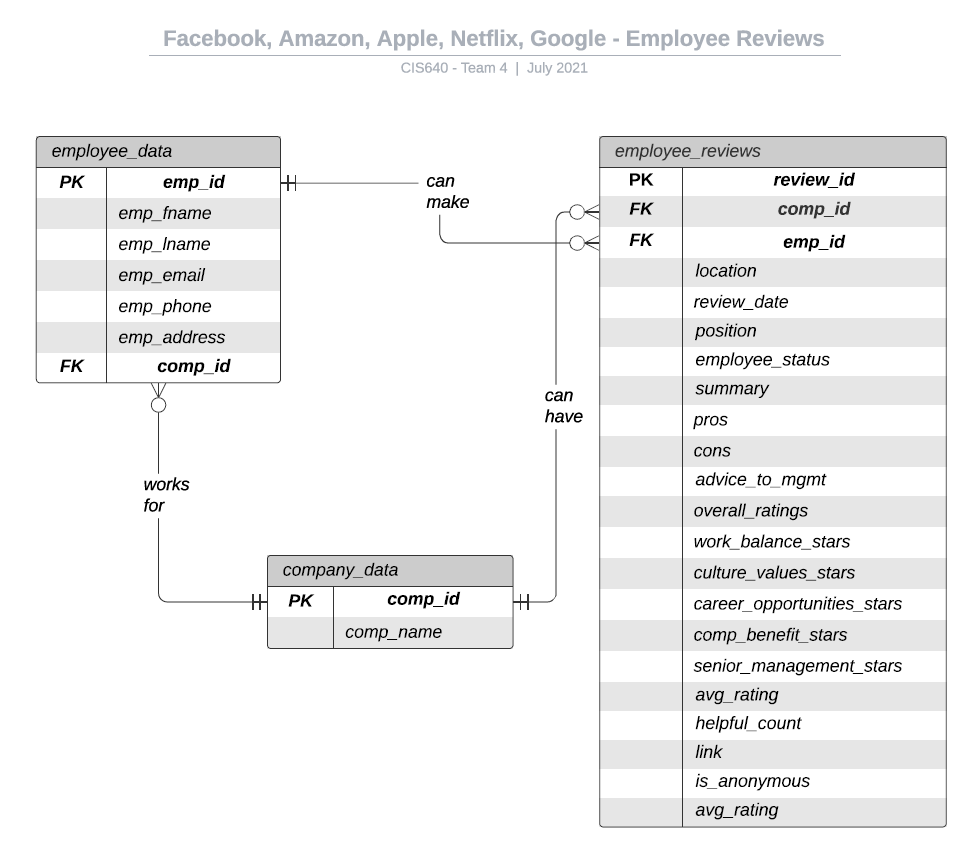 Facebook, Amazon, Apple, Netflix, Google - Employee Reviews
CIS640 - Team 4 | July 2021
employee_data
PK emp_id
emp_fname
emp_lname
emp_email
emp_phone
emp_address
FK comp_id
can
make
works
for
company_data
PK comp_id
comp_name
can
have
employee_reviews
PK review_id
FK comp_id
FK emp_id
location
review_date
position
employee_status
summary
pros
cons
advice_to_mgmt
overall_ratings
work_balance_stars
culture_values_stars
career_opportunities_stars
comp_benefit_stars
senior_management_stars
avg_rating
helpful_count
link
is_anonymous
avg_rating